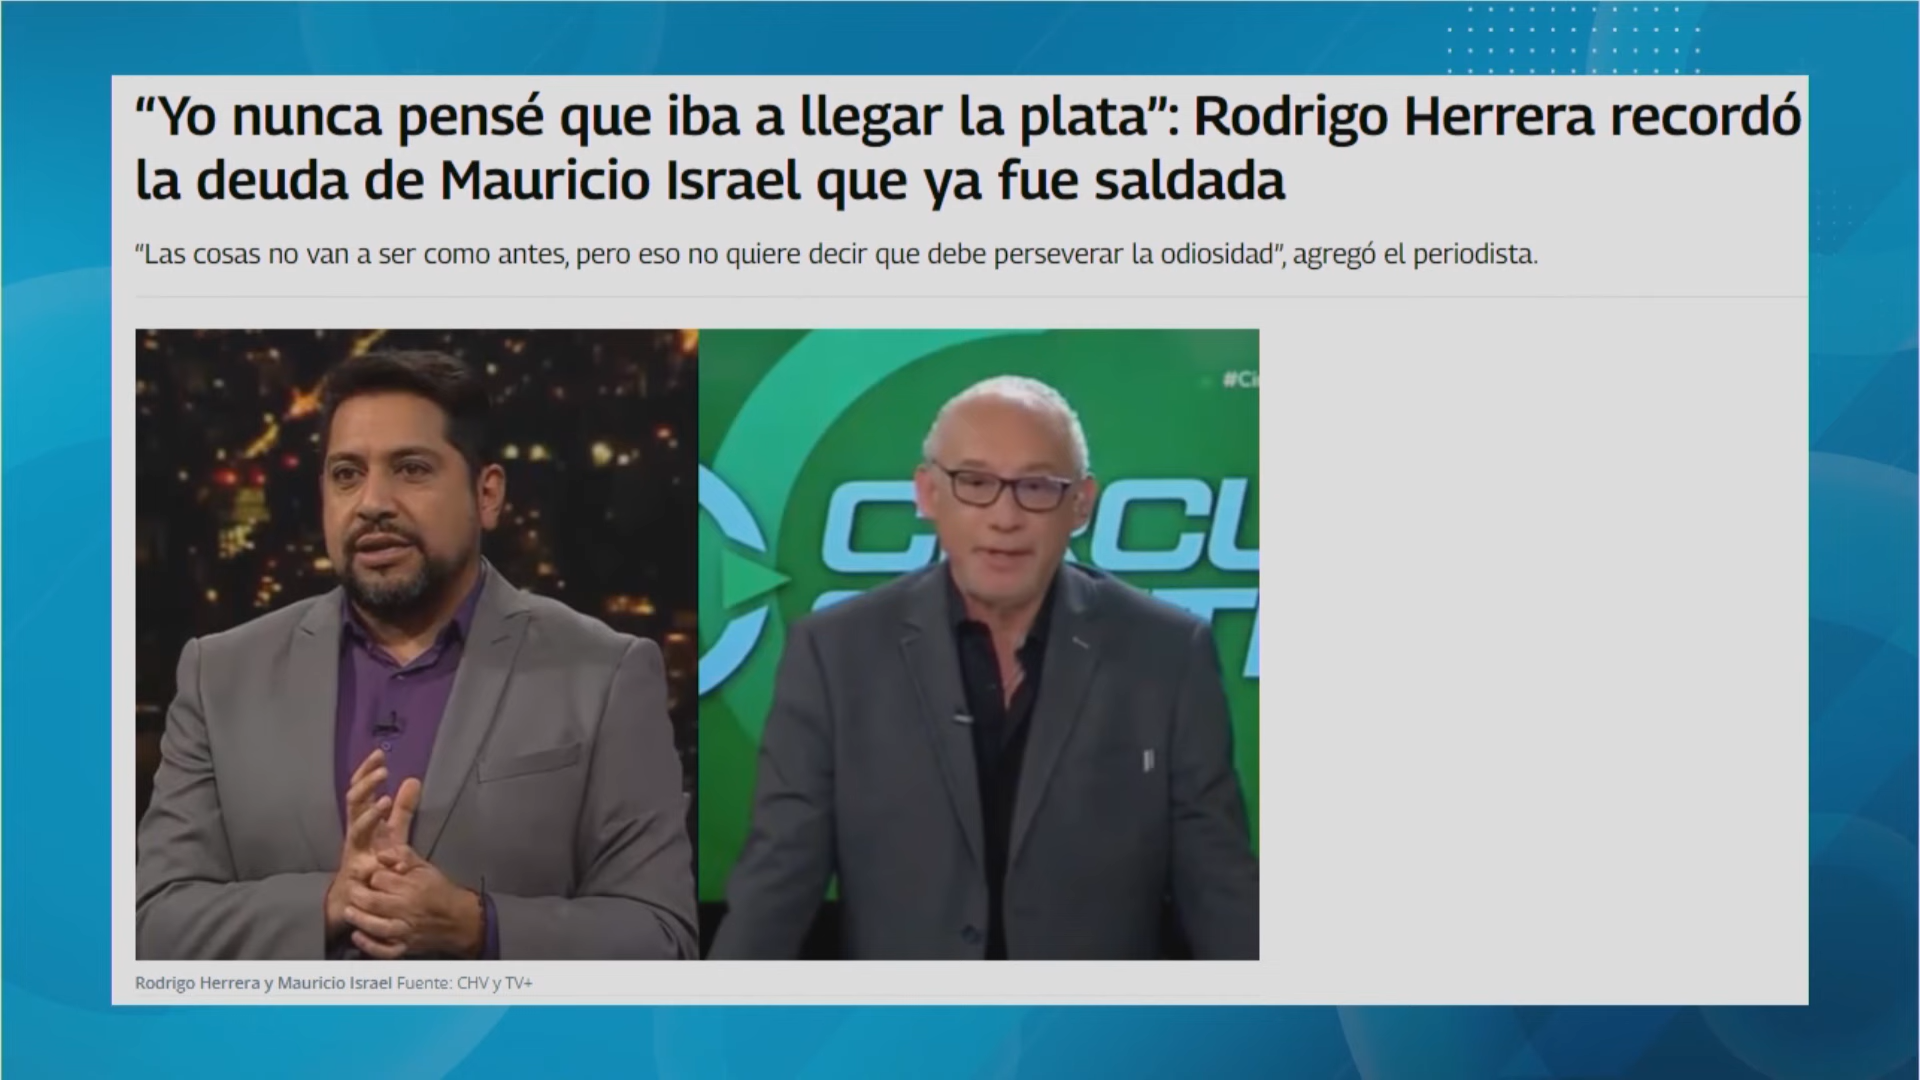 “Yo nunca pensé que iba a llegar la plata”: Rodrigo Herrera recordó
la deuda de Mauricio Israel que ya fue saldada
“Las cosas no van a ser como antes, pero eso no quiere decir que debe perseverar la odiosidad”, agregó el periodista.
#Ci
Rodrigo Herrera y Mauricio Israel Fuente: CHV y TV+